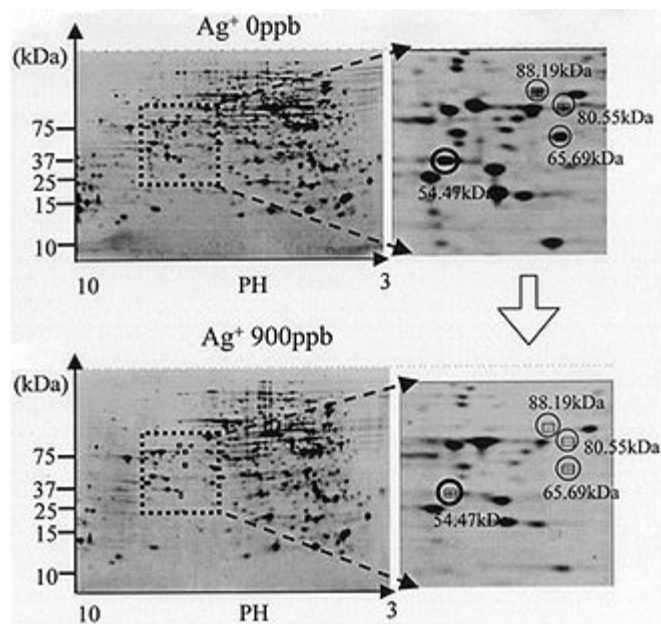 Ag⁺ 0ppb
(kDa)
88.19kDa
80.55kDa
75
65.69kDa
37
25
54.47kDa
15
10
10 PH 3
Ag⁺ 900ppb
(kDa)
88.19kDa
80.55kDa
75
65.69kDa
37
25
54.47kDa
15
10
10 PH 3